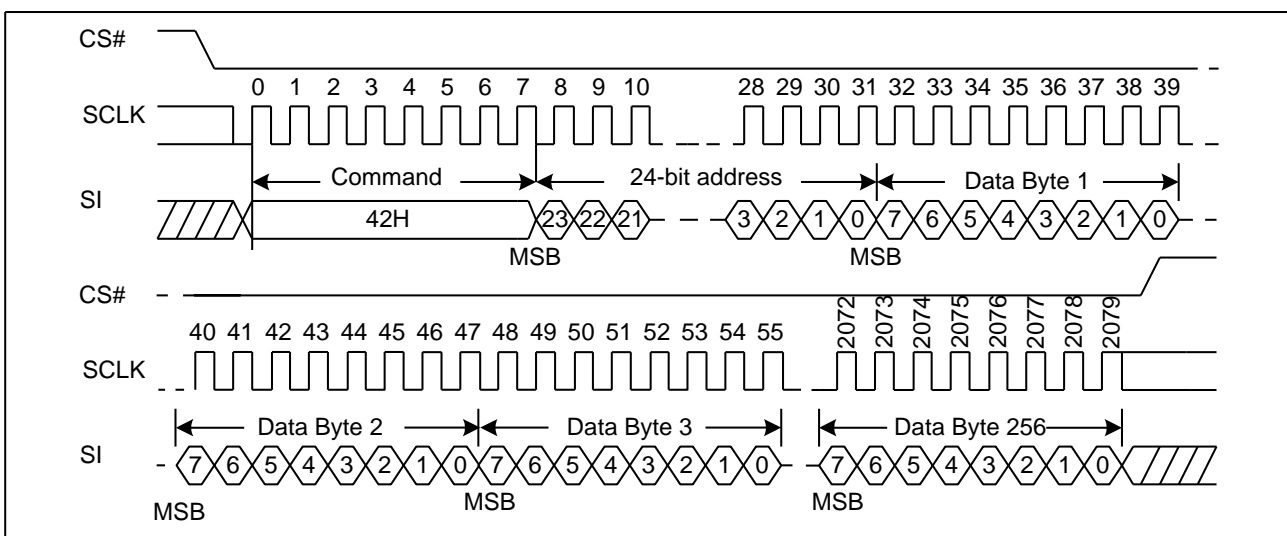 CS#
0 1 2 3 4 5 6 7 8 9 10 28 29 30 31 32 33 34 35 36 37 38 39
SCLK
Command 24-bit address Data Byte 1
SI
42H 23 22 21 3 2 1 0 7 6 5 4 3 2 1 0
MSB MSB
CS#
40 41 42 43 44 45 46 47 48 49 50 51 52 53 54 55 2072 2073 2074 2075 2076 2077 2078 2079
SCLK
Data Byte 2 Data Byte 3 Data Byte 256
SI
7 6 5 4 3 2 1 0 7 6 5 4 3 2 1 0 7 6 5 4 3 2 1 0
MSB MSB MSB